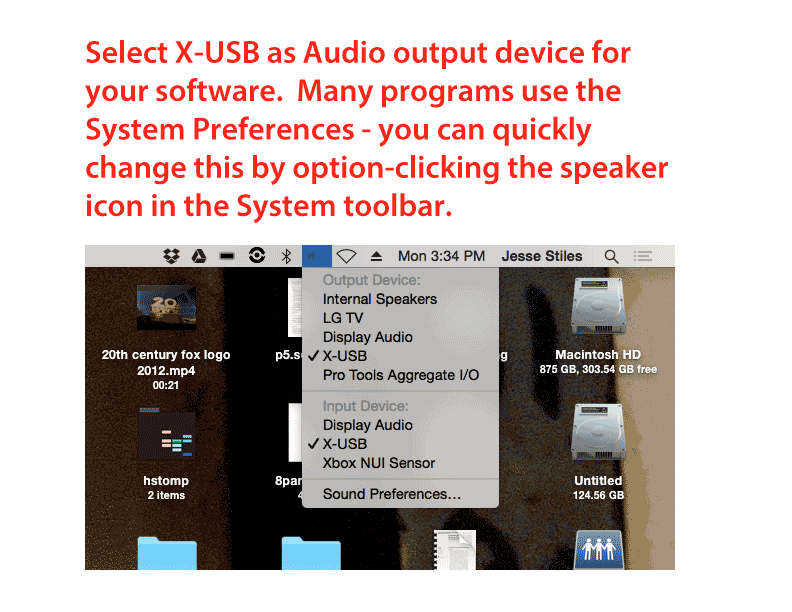 Select X-USB as Audio output device for
your software.  Many programs use the
System Preferences - you can quickly
change this by option-clicking the speaker
icon in the System toolbar.
Mon 3:34 PM Jesse Stiles
Output Device:
Internal Speakers
LG TV
Display Audio
✓ X-USB
Pro Tools Aggregate I/O
Input Device:
Display Audio
✓ X-USB
Xbox NUI Sensor
Sound Preferences…
20
20th century fox logo
2012.mp4
00:21
hstomp
2 items
p5.s
8par
4
Macintosh HD
875 GB, 303.54 GB free
Untitled
124.56 GB